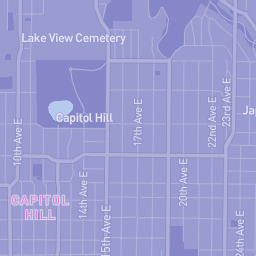 Lake View Cemetery
Capitol Hill
10th Ave E
17th Ave E
22nd Ave E
23rd Ave E
14th Ave E
15th Ave E
20th Ave E
24th Ave E
CAPITOL
HILL